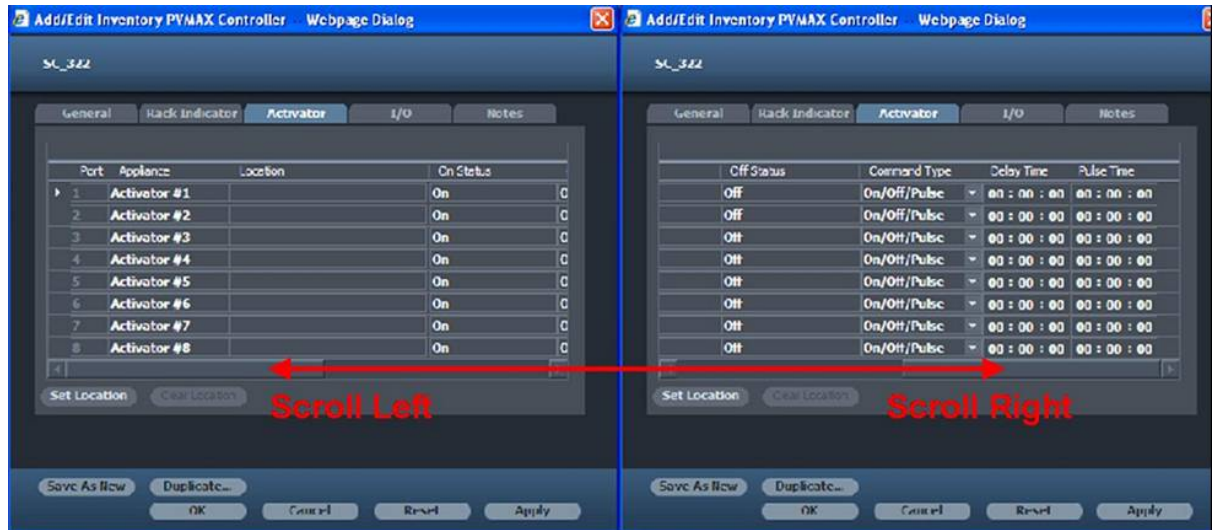 Add/Edit Inventory PVMAX Controller -- Webpage Dialog
SC_322
General Rack Indicator Activator I/O Notes
Port Appliance Location On Status
1 Activator #1 On
2 Activator #2 On
3 Activator #3 On
4 Activator #4 On
5 Activator #5 On
6 Activator #6 On
7 Activator #7 On
8 Activator #8 On
Set Location Clear Location
Scroll Left
Save As New Duplicate...
OK Cancel Reset Apply
Add/Edit Inventory PVMAX Controller -- Webpage Dialog
SC_322
General Rack Indicator Activator I/O Notes
Off Status Command Type Delay Time Pulse Time
Off On/Off/Pulse 00 : 00 : 00 00 : 00 : 00
Off On/Off/Pulse 00 : 00 : 00 00 : 00 : 00
Off On/Off/Pulse 00 : 00 : 00 00 : 00 : 00
Off On/Off/Pulse 00 : 00 : 00 00 : 00 : 00
Off On/Off/Pulse 00 : 00 : 00 00 : 00 : 00
Off On/Off/Pulse 00 : 00 : 00 00 : 00 : 00
Off On/Off/Pulse 00 : 00 : 00 00 : 00 : 00
Off On/Off/Pulse 00 : 00 : 00 00 : 00 : 00
Set Location Clear Location
Scroll Right
Save As New Duplicate...
OK Cancel Reset Apply